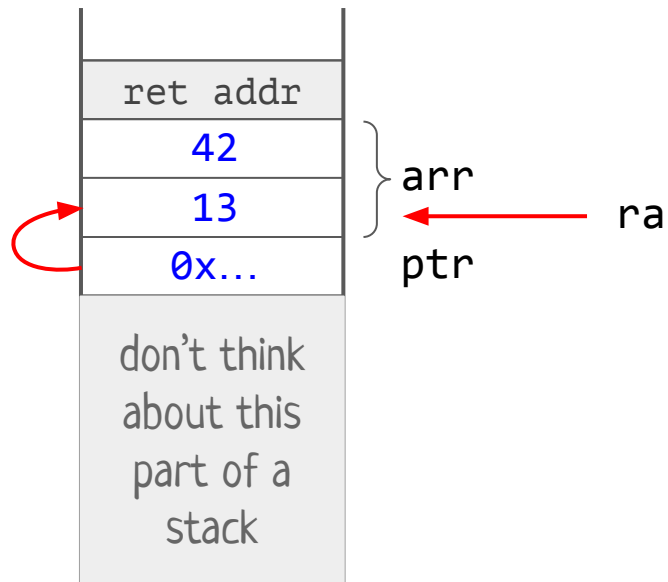 ret addr
42
arr
13
ra
0x...
ptr
don't think
about this
part of a
stack